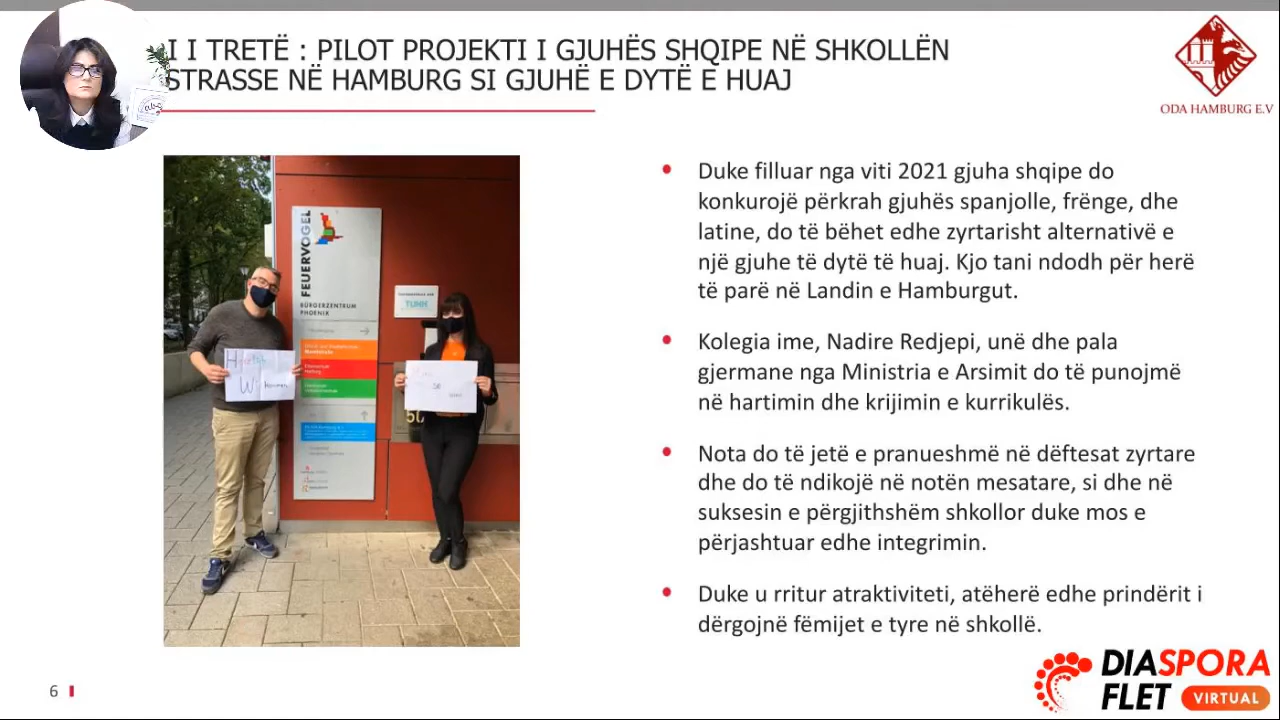 I I TRETË : PILOT PROJEKTI I GJUHËS SHQIPE NË SHKOLLËN
STRASSE NË HAMBURG SI GJUHË E DYTË E HUAJ
ODA HAMBURG E.V
FEUERVOGEL
BÜRGERZENTRUM
PHOENIX
TUHH
50
• Duke filluar nga viti 2021 gjuha shqipe do
konkurojë përkrah gjuhës spanjolle, frënge, dhe
latine, do të bëhet edhe zyrtarisht alternativë e
një gjuhe të dytë të huaj. Kjo tani ndodh për herë
të parë në Landin e Hamburgut.
• Kolegia ime, Nadire Redjepi, unë dhe pala
gjermane nga Ministria e Arsimit do të punojmë
në hartimin dhe krijimin e kurrikulës.
• Nota do të jetë e pranueshmë në dëftesat zyrtare
dhe do të ndikojë në notën mesatare, si dhe në
suksesin e përgjithshëm shkollor duke mos e
përjashtuar edhe integrimin.
• Duke u rritur atraktiviteti, atëherë edhe prindërit i
dërgojnë fëmijet e tyre në shkollë.
6
DIASPORA
FLET VIRTUAL